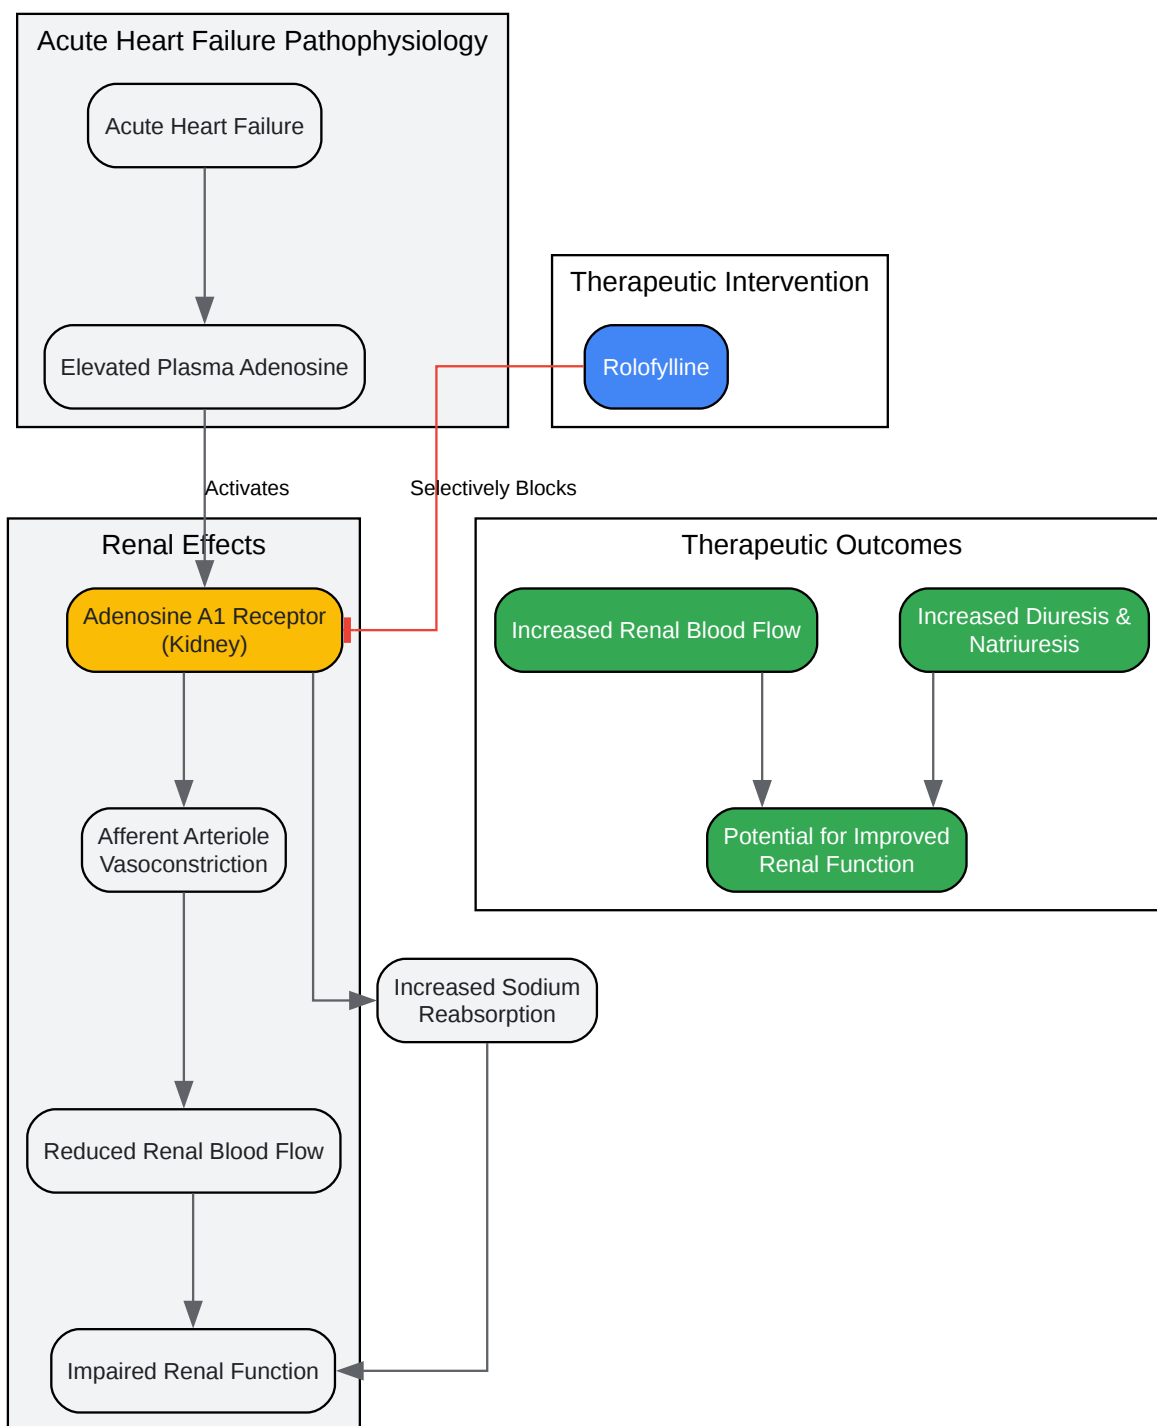 Acute Heart Failure Pathophysiology
Acute Heart Failure
Elevated Plasma Adenosine
Therapeutic Intervention
Rolofylline
Activates
Selectively Blocks
Renal Effects
Adenosine A1 Receptor
(Kidney)
Afferent Arteriole
Vasoconstriction
Increased Sodium
Reabsorption
Reduced Renal Blood Flow
Impaired Renal Function
Therapeutic Outcomes
Increased Renal Blood Flow
Increased Diuresis &
Natriuresis
Potential for Improved
Renal Function